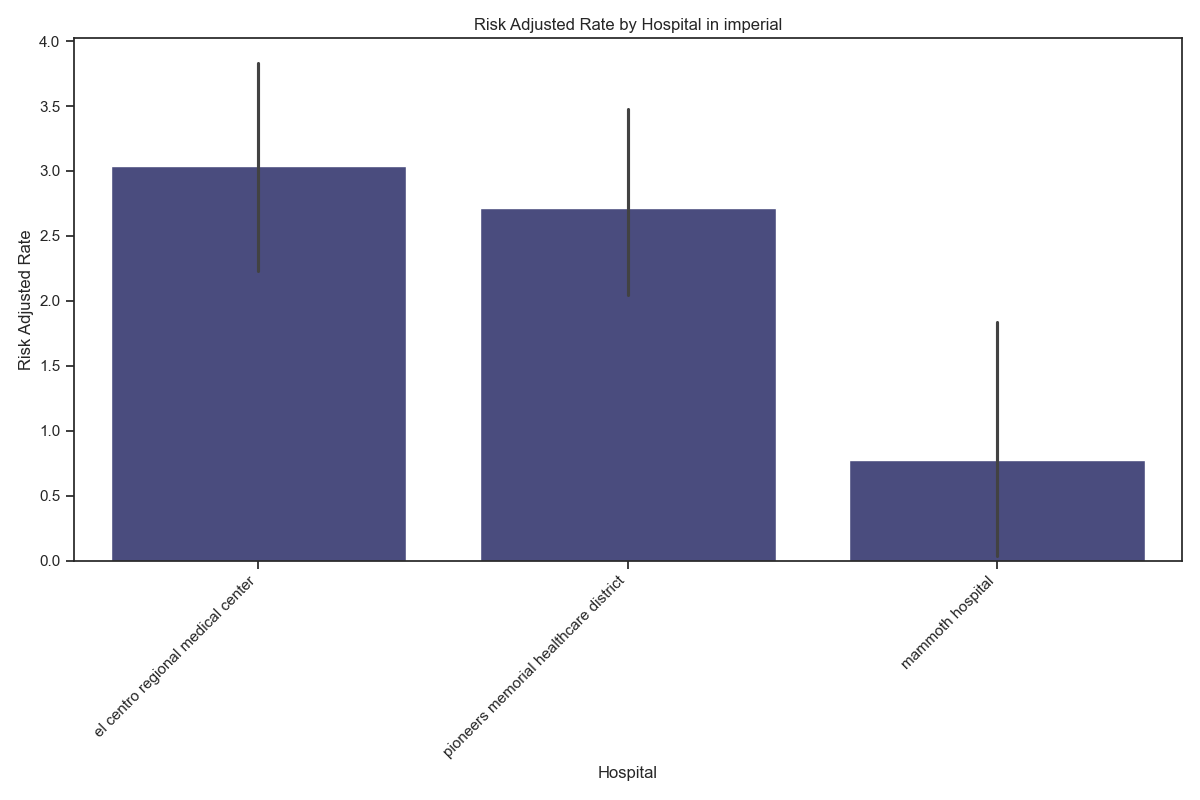 Risk Adjusted Rate by Hospital in imperial
4.0
3.5
3.0
2.5
2.0
1.5
1.0
0.5
0.0
Risk Adjusted Rate
el centro regional medical center
pioneers memorial healthcare district
mammoth hospital
Hospital